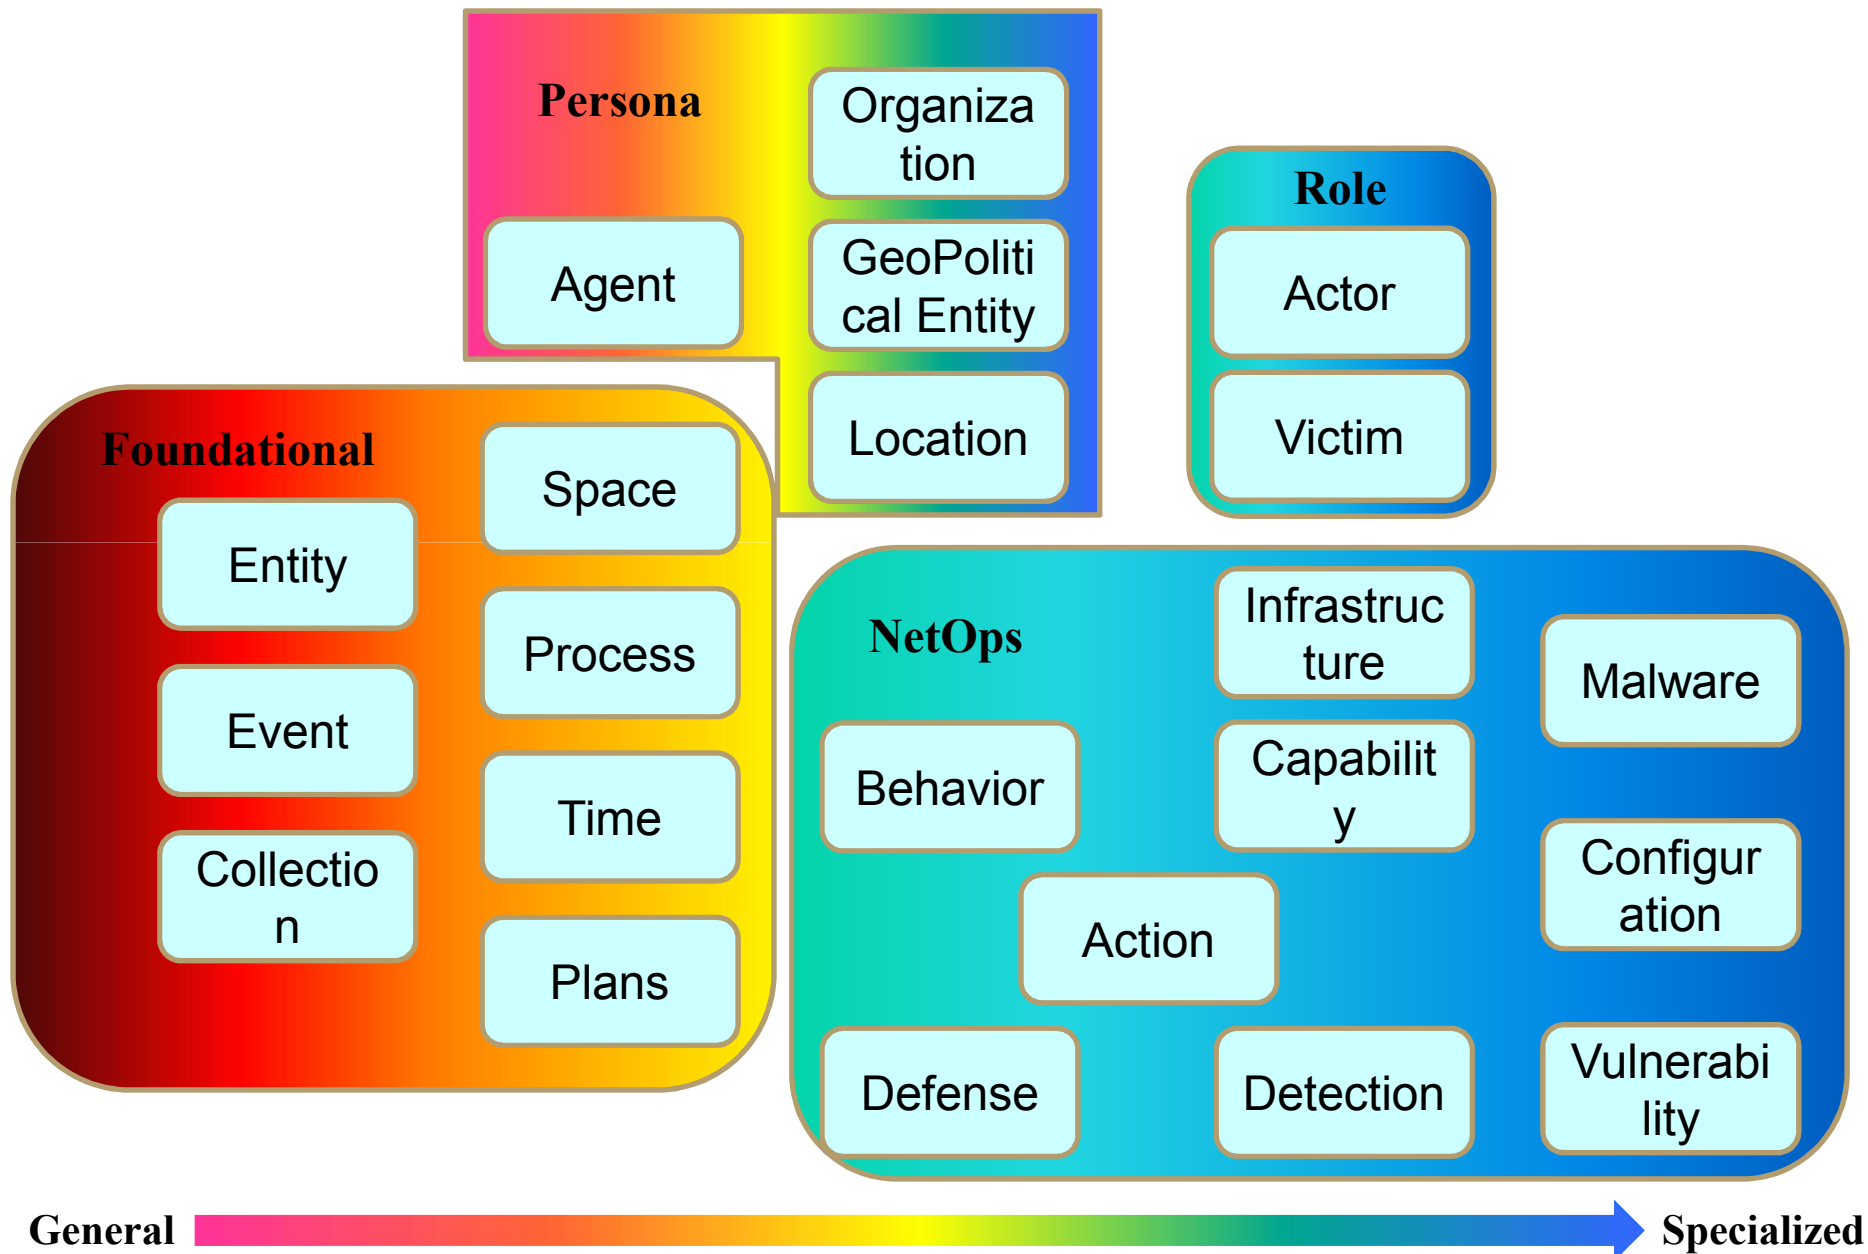 Persona
Organiza
tion
Agent
GeoPoliti
cal Entity
Location
Role
Actor
Victim
Foundational
Entity
Event
Collectio
n
Space
Process
Time
Plans
NetOps
Infrastruc
ture
Malware
Behavior
Capabilit
y
Configur
ation
Action
Defense
Detection
Vulnerabi
lity
General
Specialized